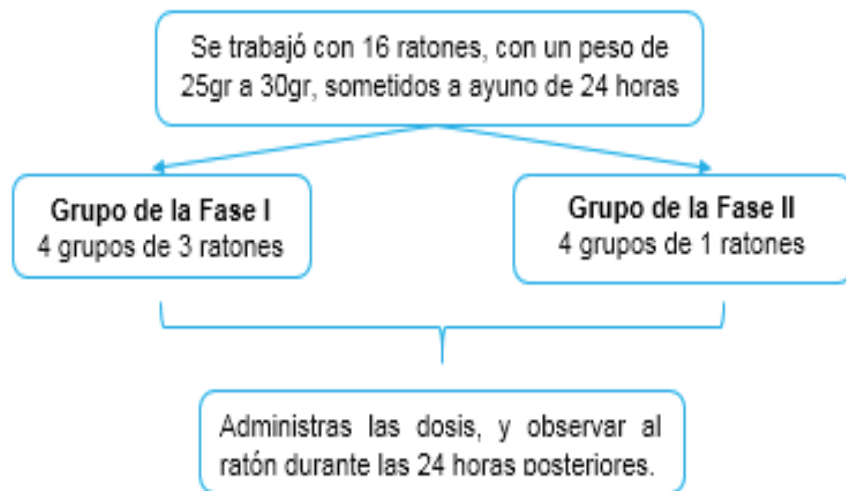 Se trabajó con 16 ratones, con un peso de
25gr a 30gr, sometidos a ayuno de 24 horas
Grupo de la Fase I
4 grupos de 3 ratones
Grupo de la Fase II
4 grupos de 1 ratones
Administras las dosis, y observar al
ratón durante las 24 horas posteriores.